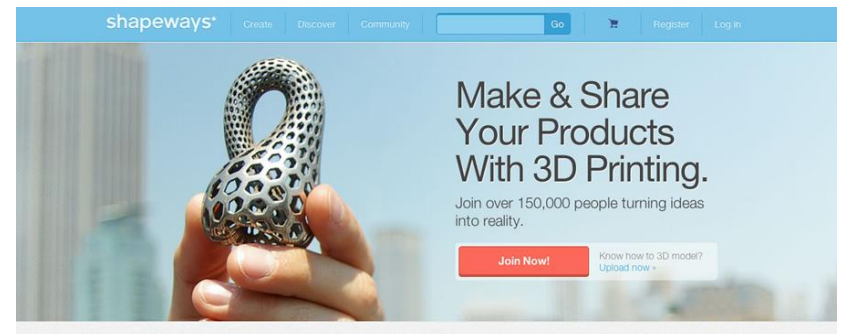 shapeways*
Create
Discover
Community
Go
Register
Log in
Make & Share
Your Products
With 3D Printing.
Join over 150,000 people turning ideas
into reality.
Join Now!
Know how to 3D model?
Upload now »